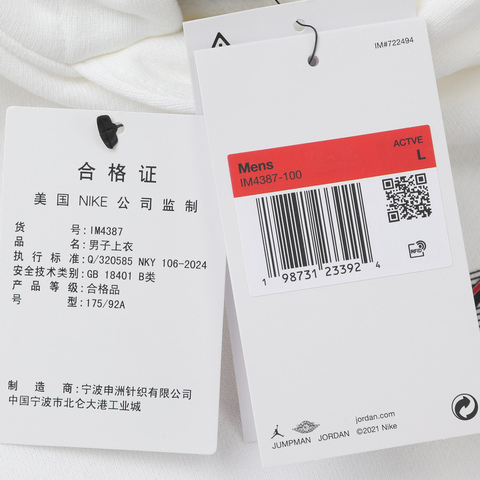 合格证
美国 NIKE 公司监制
货 号:IM4387
品 名:男子上衣
执行标准:Q/320585 NKY 106-2024
安全技术类别:GB 18401 B类
产品等级:合格品
号 型:175/92A
制造商:宁波申洲针织有限公司
中国宁波市北仑大港工业城
IM#722494
ACTVE
Mens L
IM4387-100
1 98731 23392 4
RFID
jordan.com
JUMPMAN JORDAN ©2021 Nike